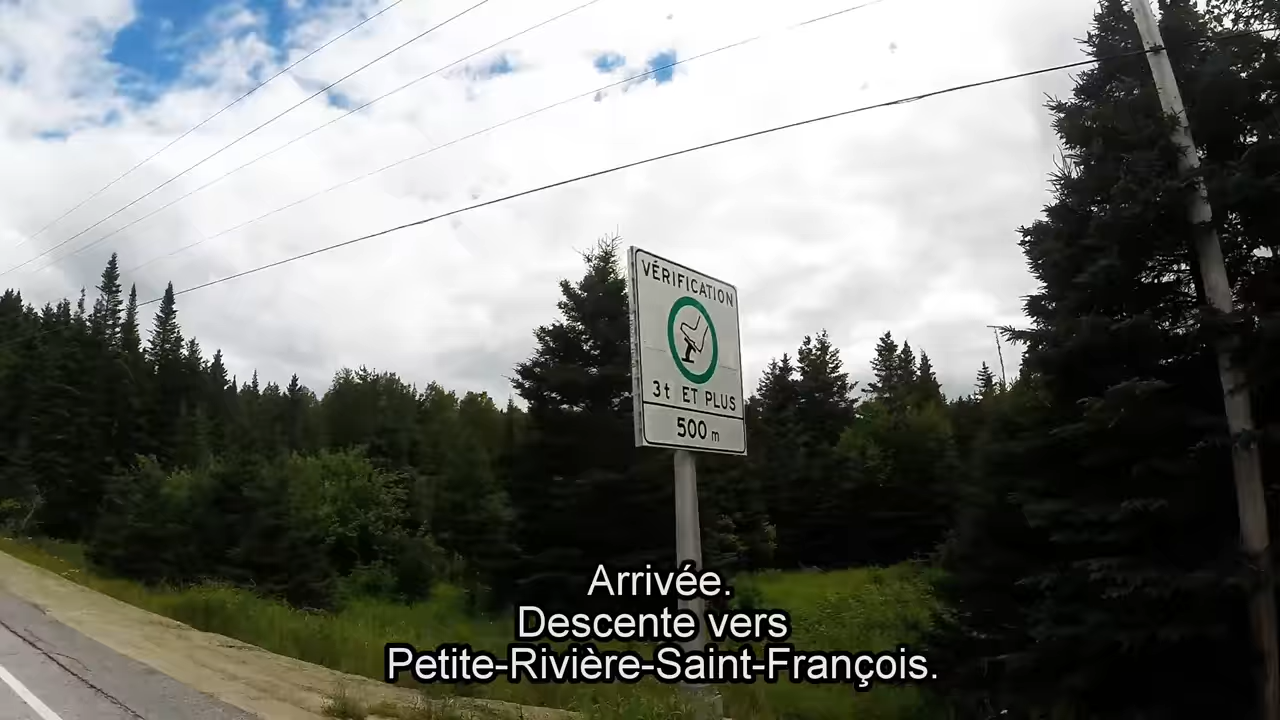 VÉRIFICATION
3t ET PLUS
500 m
Arrivée.
Descente vers
Petite-Rivière-Saint-François.